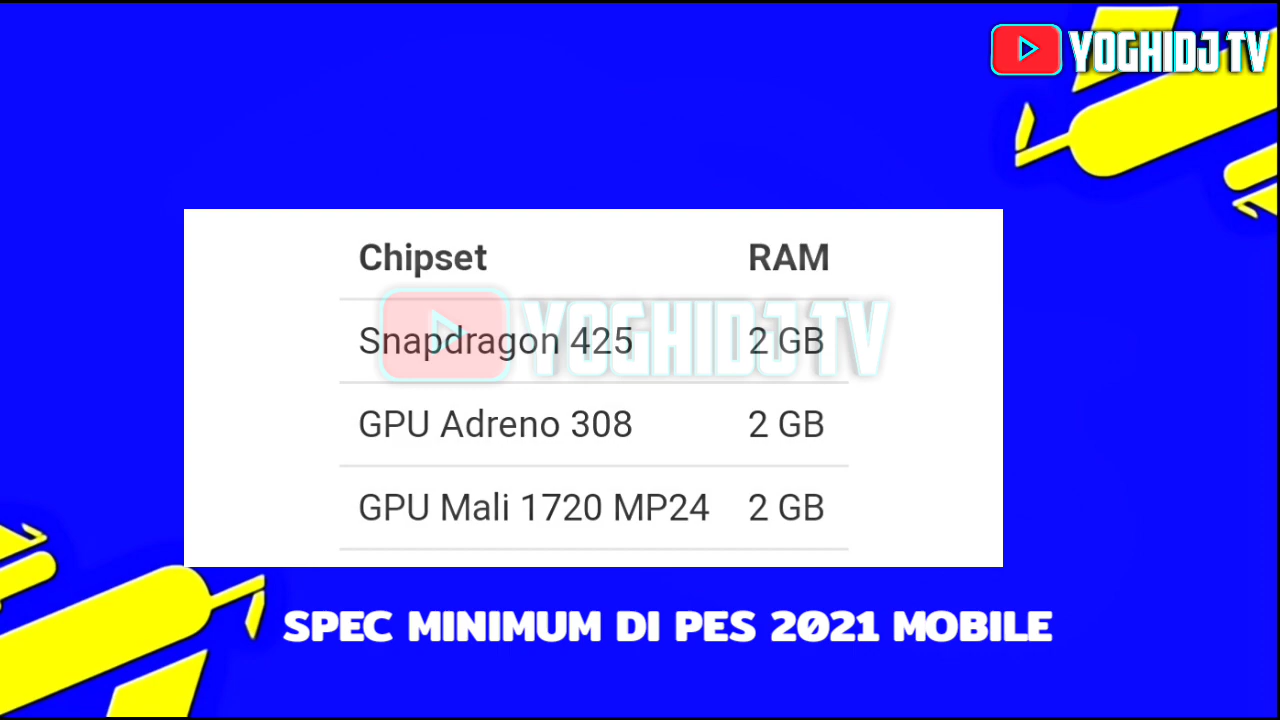 YOGHIDJ TV
Chipset RAM
YOGHIDJ TV
Snapdragon 425 2 GB
GPU Adreno 308 2 GB
GPU Mali 1720 MP24 2 GB
SPEC MINIMUM DI PES 2021 MOBILE